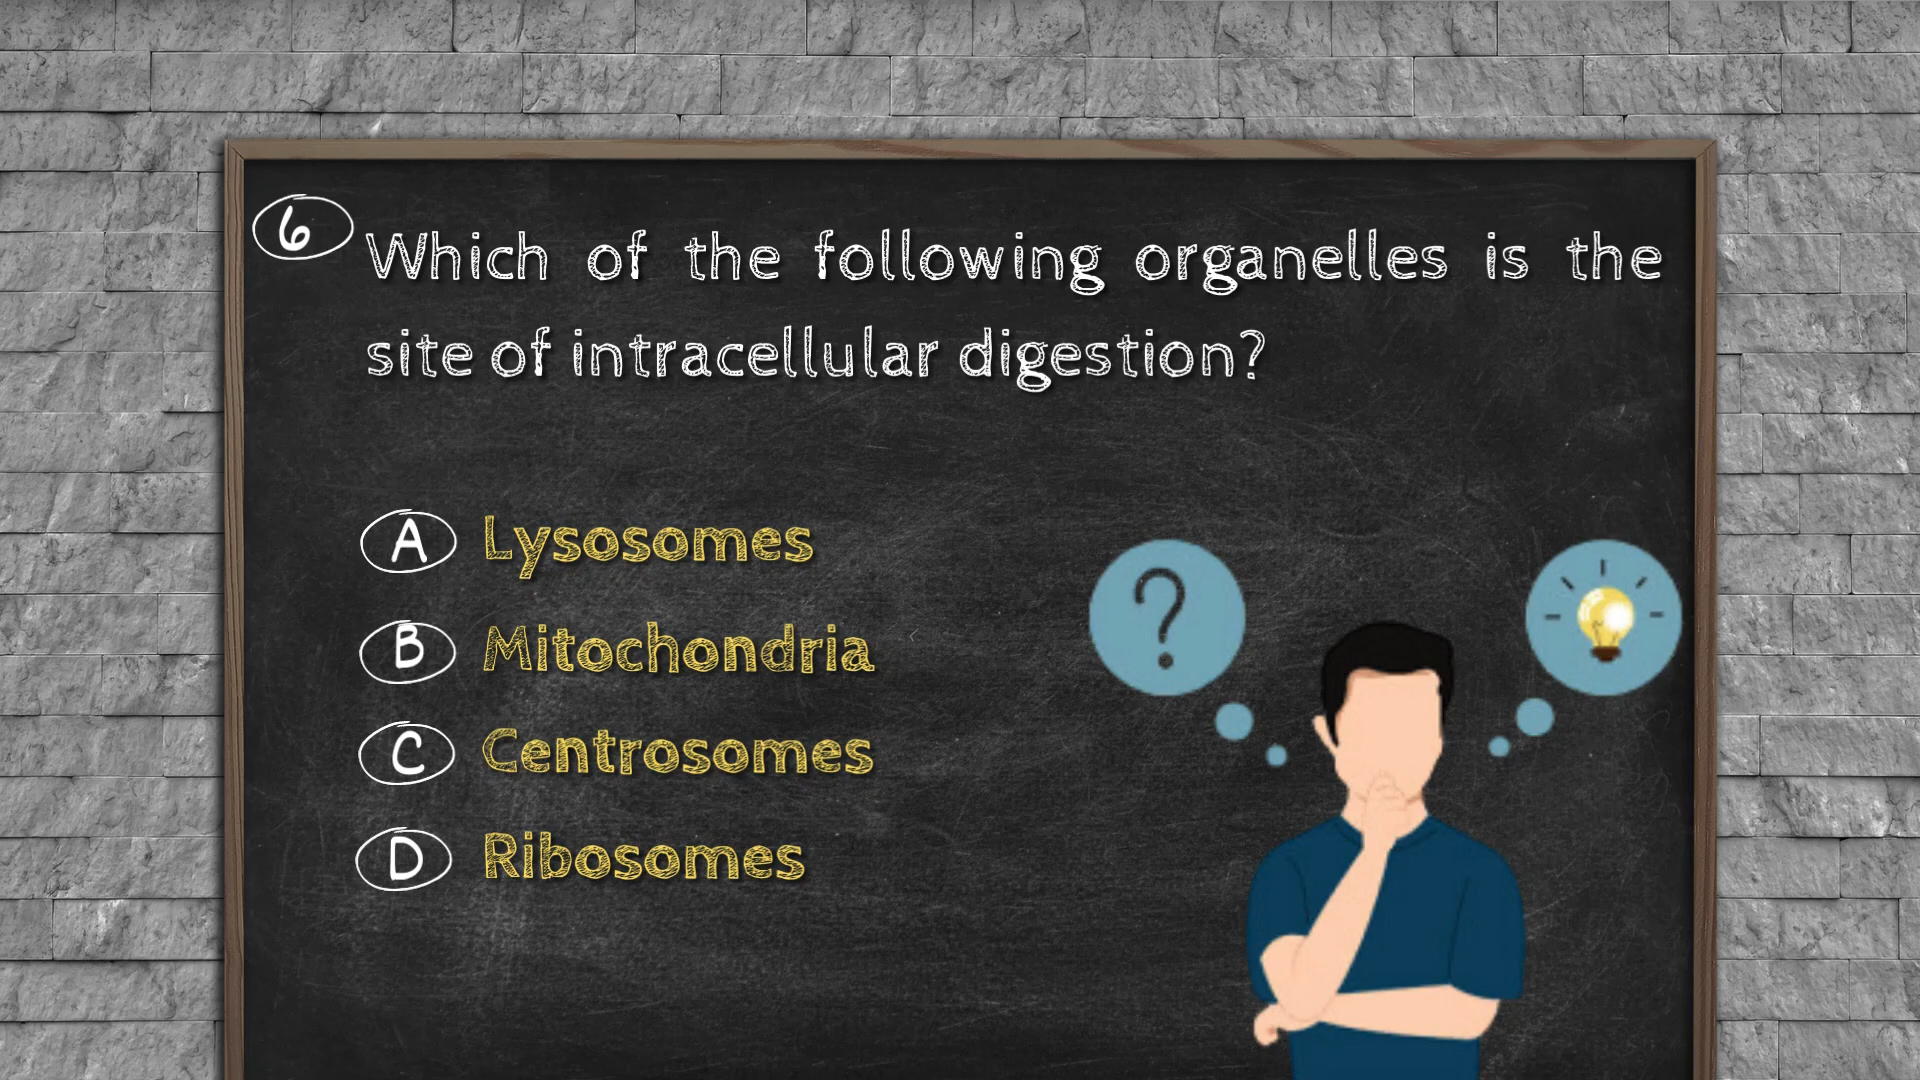 6 Which of the following organelles is the
site of intracellular digestion?
A Lysosomes
B Mitochondria
C Centrosomes
D Ribosomes
?